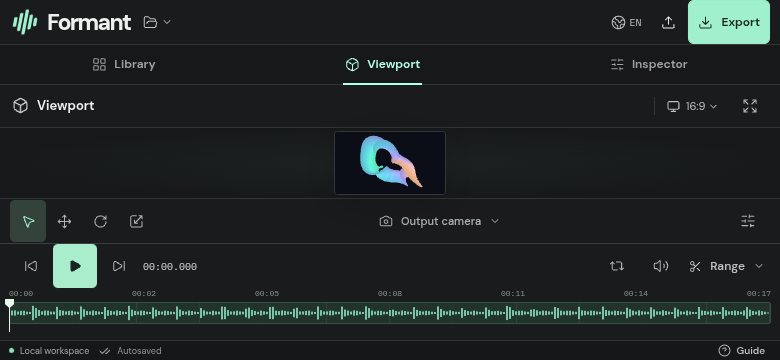 Formant
EN
Export
Library
Viewport
Inspector
Viewport
16:9
Output camera
00:00.000
Range
00:00 00:02 00:05 00:08 00:11 00:14 00:17
Local workspace
Autosaved
Guide